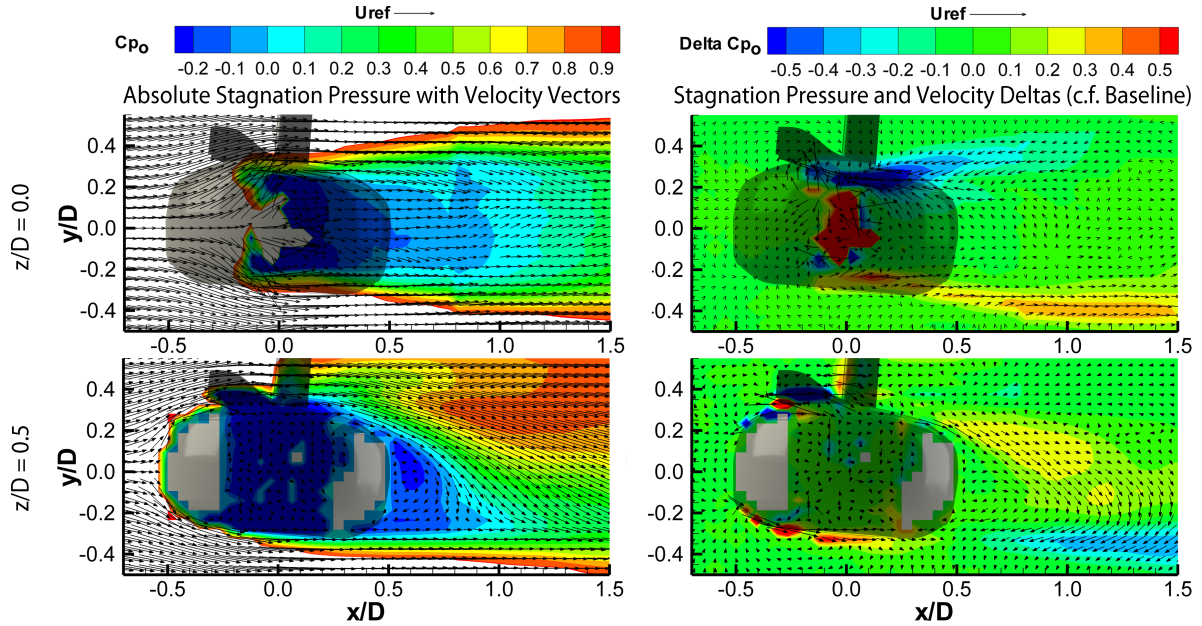 Uref
Cpo
-0.2 -0.1 0.0 0.1 0.2 0.3 0.4 0.5 0.6 0.7 0.8 0.9
Absolute Stagnation Pressure with Velocity Vectors
Uref
Delta Cpo
-0.5 -0.4 -0.3 -0.2 -0.1 0.0 0.1 0.2 0.3 0.4 0.5
Stagnation Pressure and Velocity Deltas (c.f. Baseline)
z/D = 0.0
y/D
0.4
0.2
0.0
-0.2
-0.4
-0.5 0.0 0.5 1.0 1.5
0.4
0.2
0.0
-0.2
-0.4
-0.5 0.0 0.5 1.0 1.5
z/D = 0.5
y/D
0.4
0.2
0.0
-0.2
-0.4
-0.5 0.0 0.5 1.0 1.5
x/D
0.4
0.2
0.0
-0.2
-0.4
-0.5 0.0 0.5 1.0 1.5
x/D